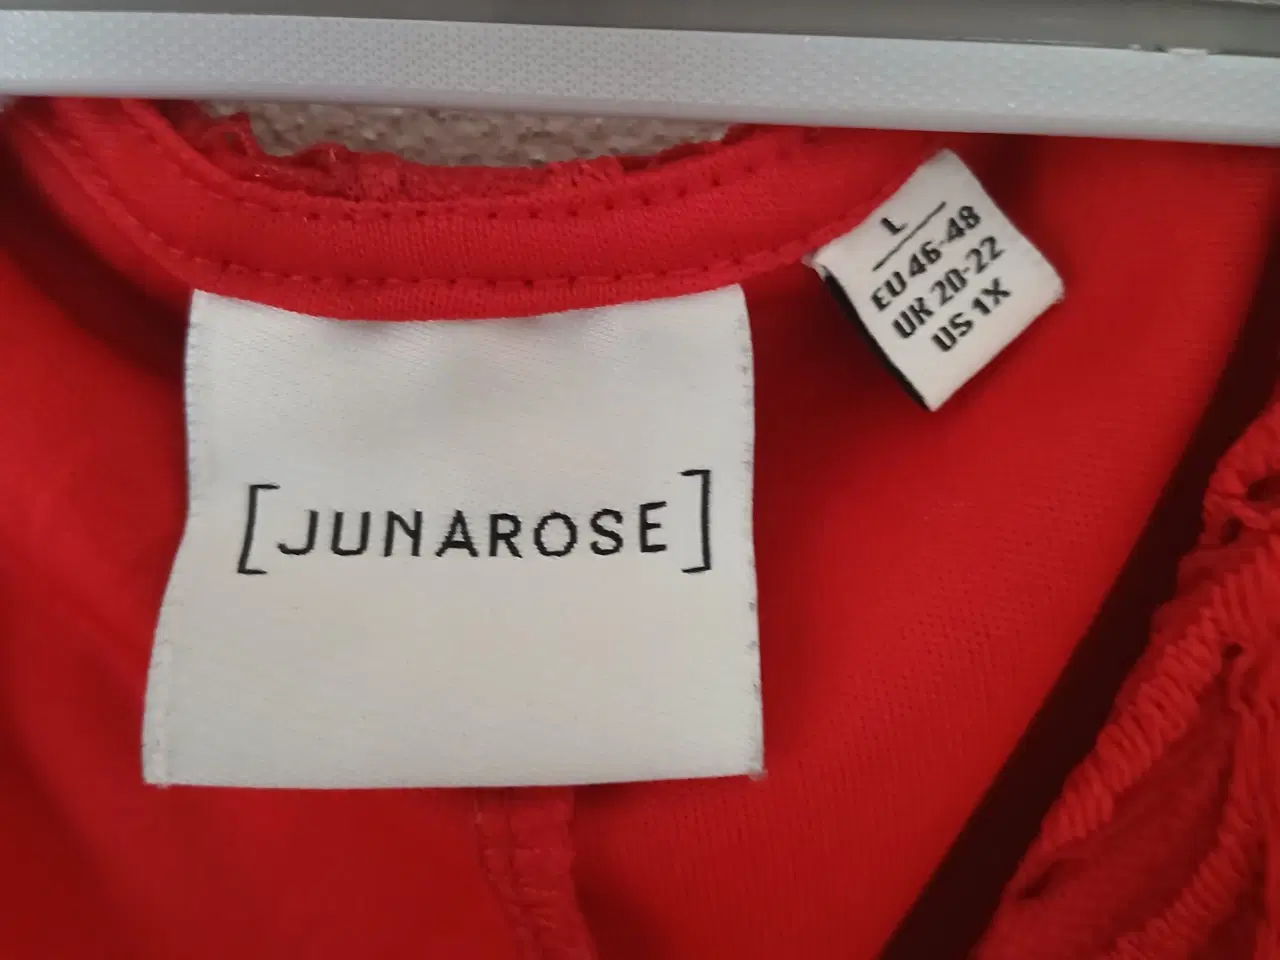 [JUNAROSE]
L
EU 46-48
UK 20-22
US 1X